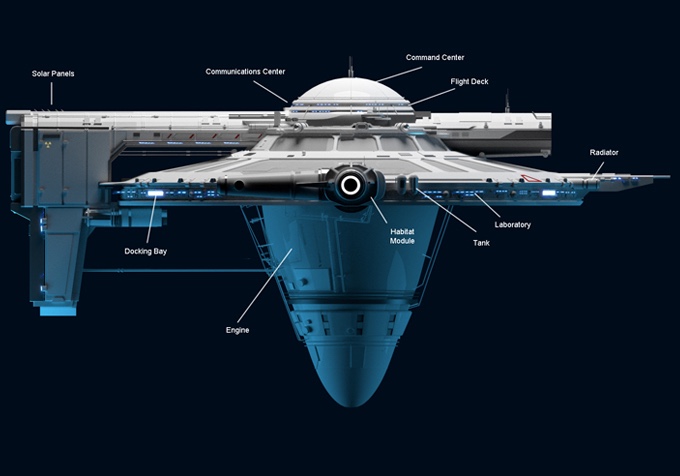 Command Center
Solar Panels
Communications Center
Flight Deck
Radiator
Laboratory
Habitat
Module
Tank
Docking Bay
Engine